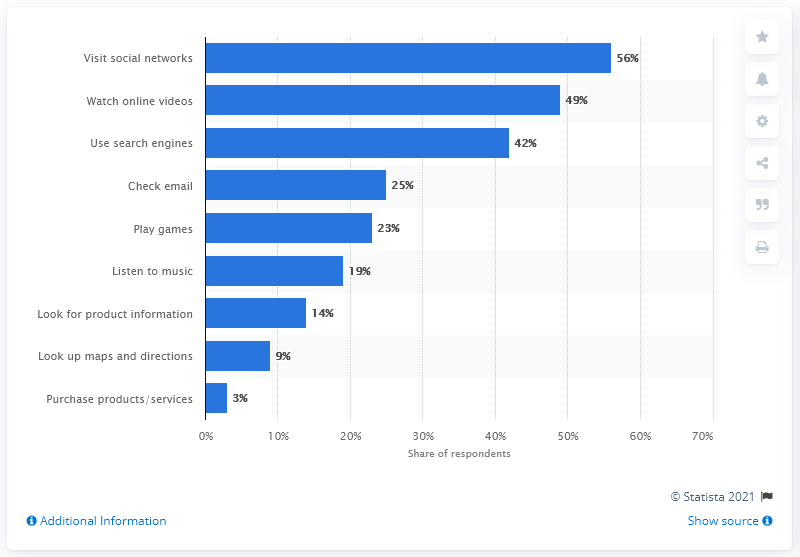 Visit social networks 56%
Watch online videos 49%
Use search engines 42%
Check email 25%
Play games 23%
Listen to music 19%
Look for product information 14%
Look up maps and directions 9%
Purchase products/services 3%
0% 10% 20% 30% 40% 50% 60% 70%
Share of respondents
© Statista 2021
Additional Information Show source